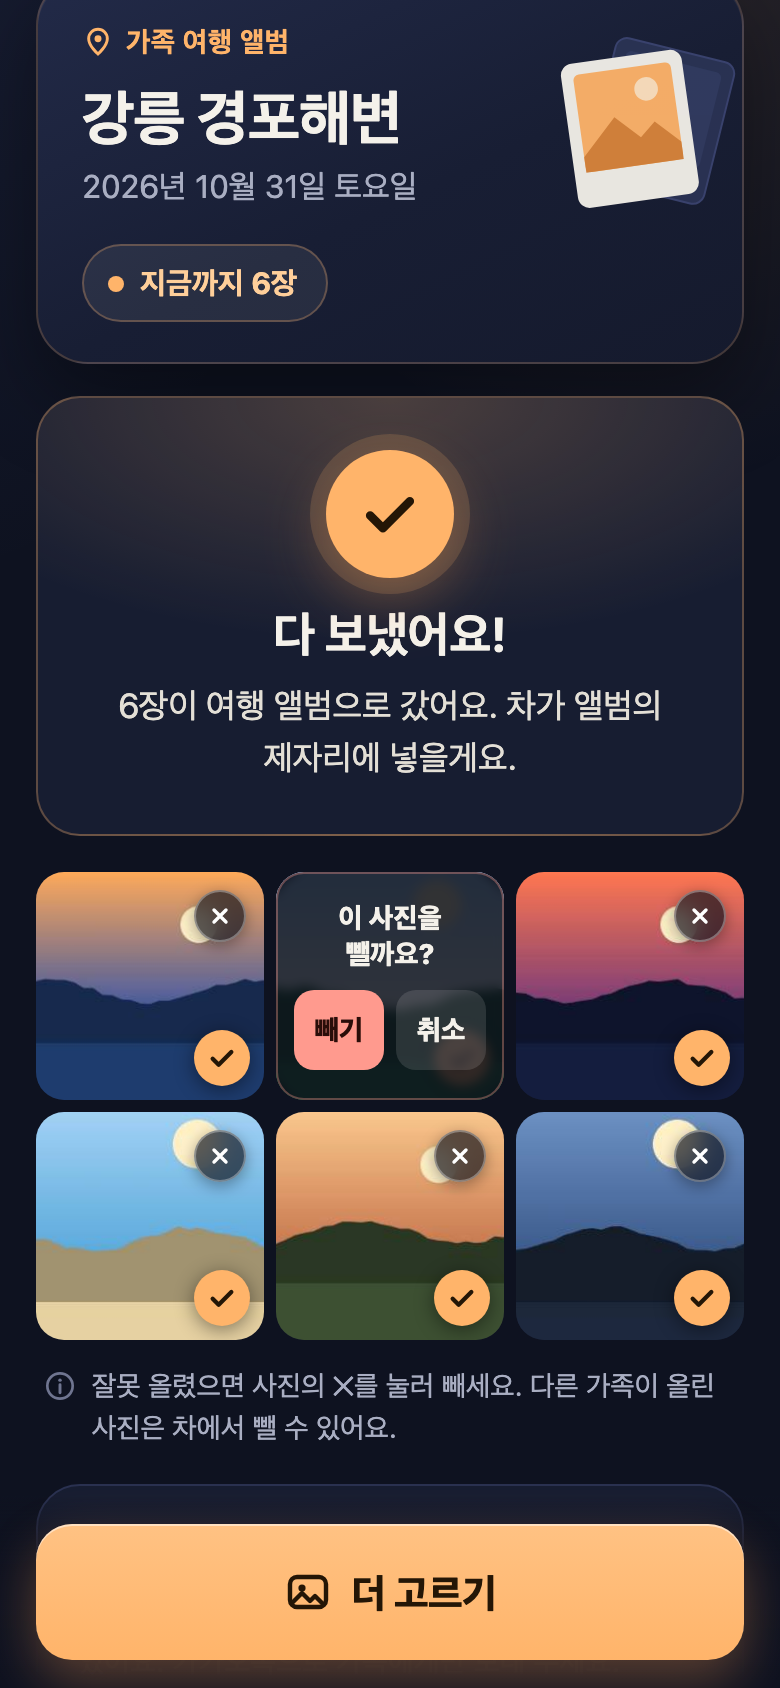 가족 여행 앨범
강릉 경포해변
2026년 10월 31일 토요일
지금까지 6장
다 보냈어요!
6장이 여행 앨범으로 갔어요. 차가 앨범의
제자리에 넣을게요.
이 사진을
뺄까요?
빼기 취소
잘못 올렸으면 사진의 ✕를 눌러 빼세요. 다른 가족이 올린
사진은 차에서 뺄 수 있어요.
더 고르기